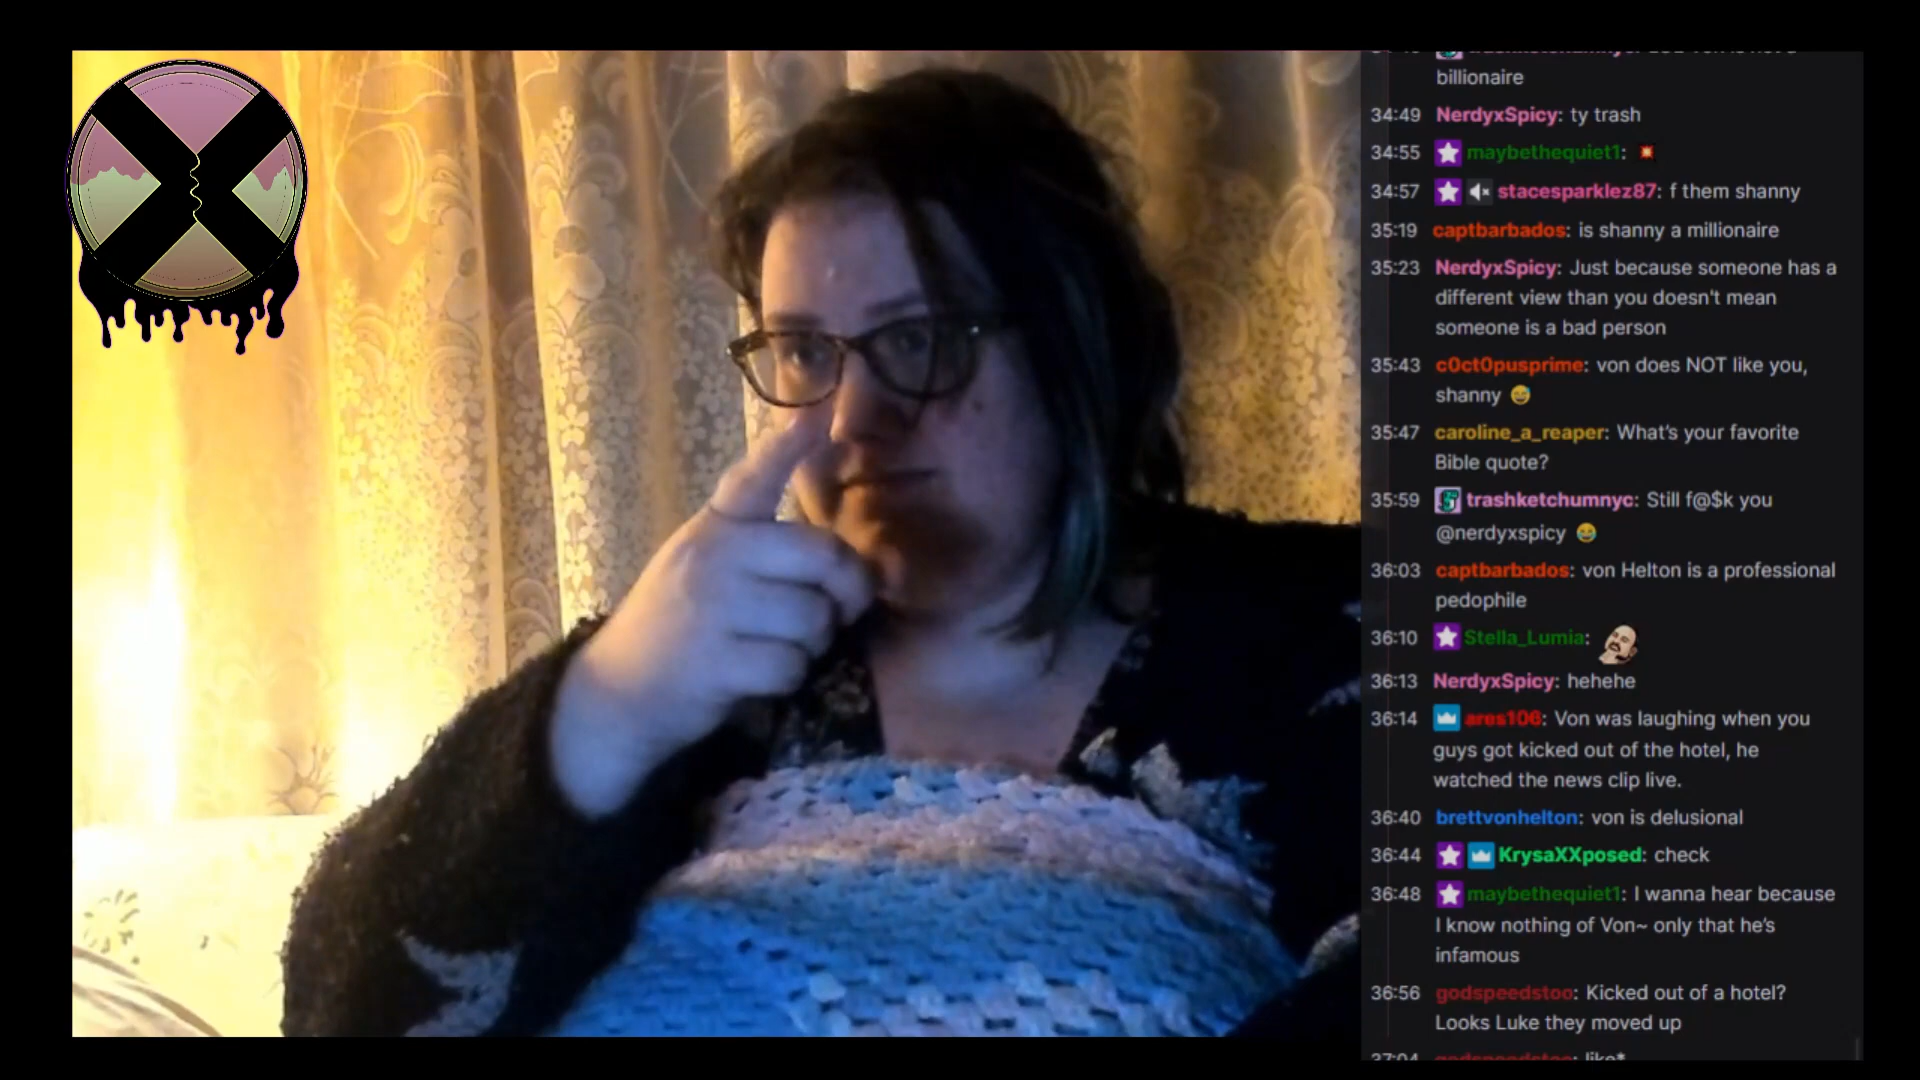 billionaire
34:49 NerdyxSpicy: ty trash
34:55 maybethequiet1:
34:57 stacesparklez87: f them shanny
35:19 captbarbados: is shanny a millionaire
35:23 NerdyxSpicy: Just because someone has a
different view than you doesn't mean
someone is a bad person
35:43 c0ct0pusprime: von does NOT like you,
shanny
35:47 caroline_a_reaper: What's your favorite
Bible quote?
35:59 trashketchumnyc: Still f@$k you
@nerdyxspicy
36:03 captbarbados: von Helton is a professional
pedophile
36:10 Stella_Lumia:
36:13 NerdyxSpicy: hehehe
36:14 ares106: Von was laughing when you
guys got kicked out of the hotel, he
watched the news clip live.
36:40 brettvonhelton: von is delusional
36:44 KrysaXXposed: check
36:48 maybethequiet1: I wanna hear because
I know nothing of Von~ only that he's
infamous
36:56 godspeedstoo: Kicked out of a hotel?
Looks Luke they moved up
37:04 godspeedstoo: like*